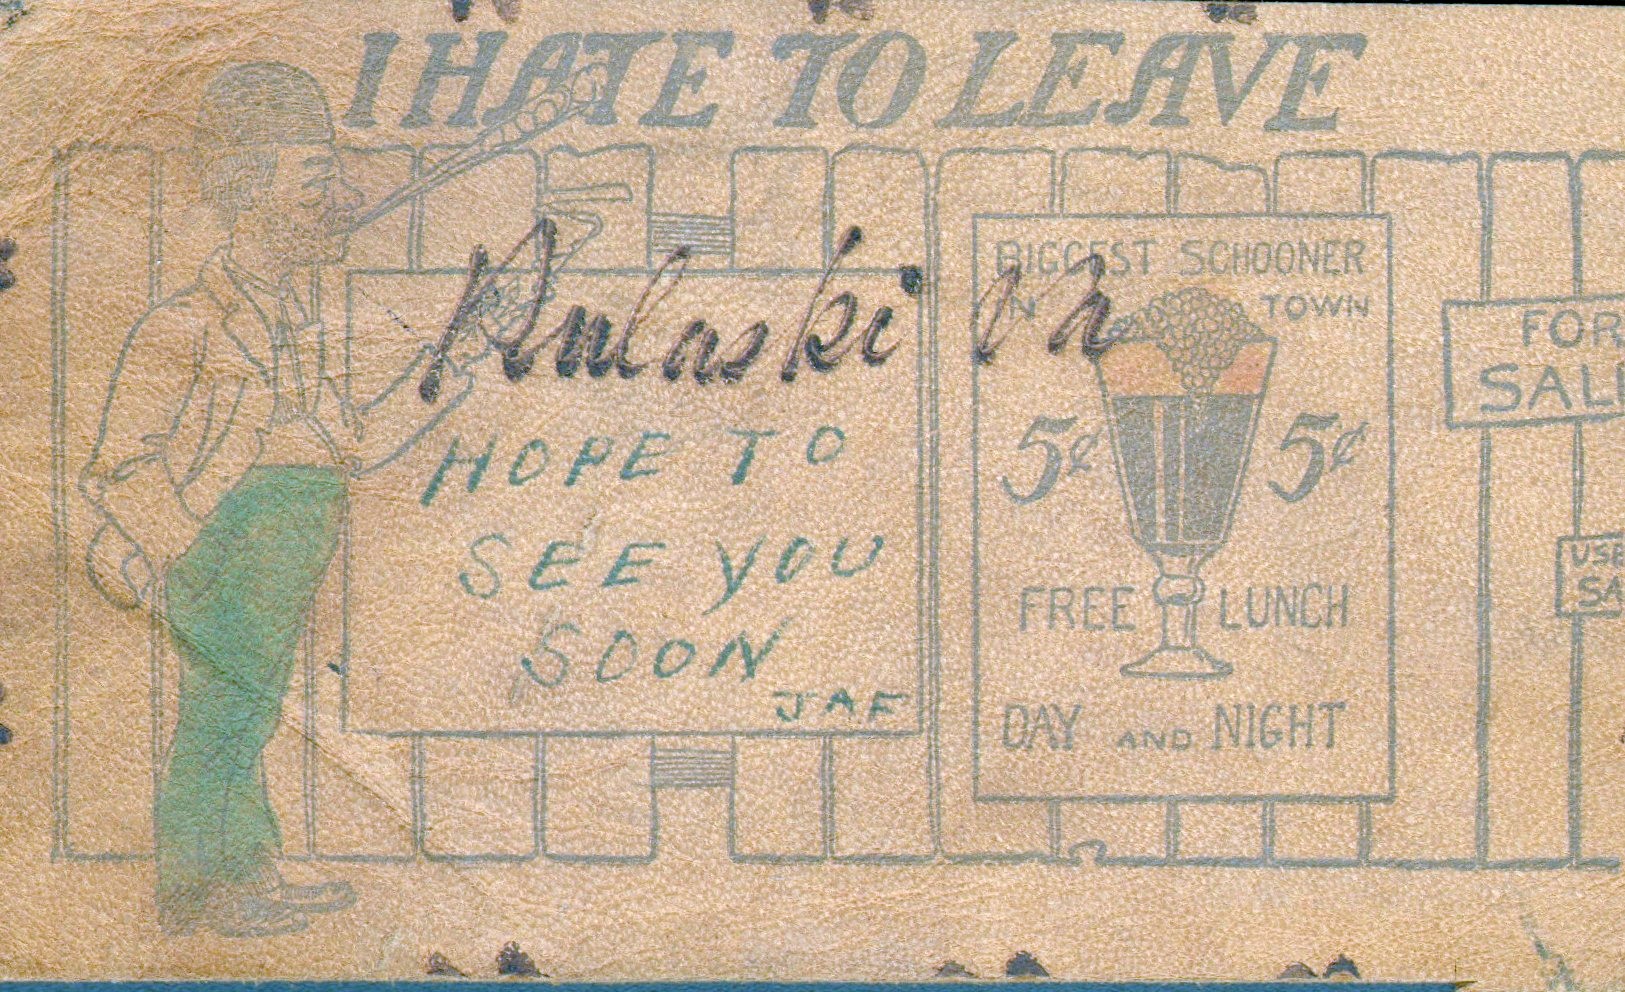 I HATE TO LEAVE
Pulaski Va
HOPE TO
SEE YOU
SOON
JAF
BIGGEST SCHOONER
IN TOWN
5¢ 5¢
FREE LUNCH
DAY AND NIGHT
FOR
SAL
USE
SA